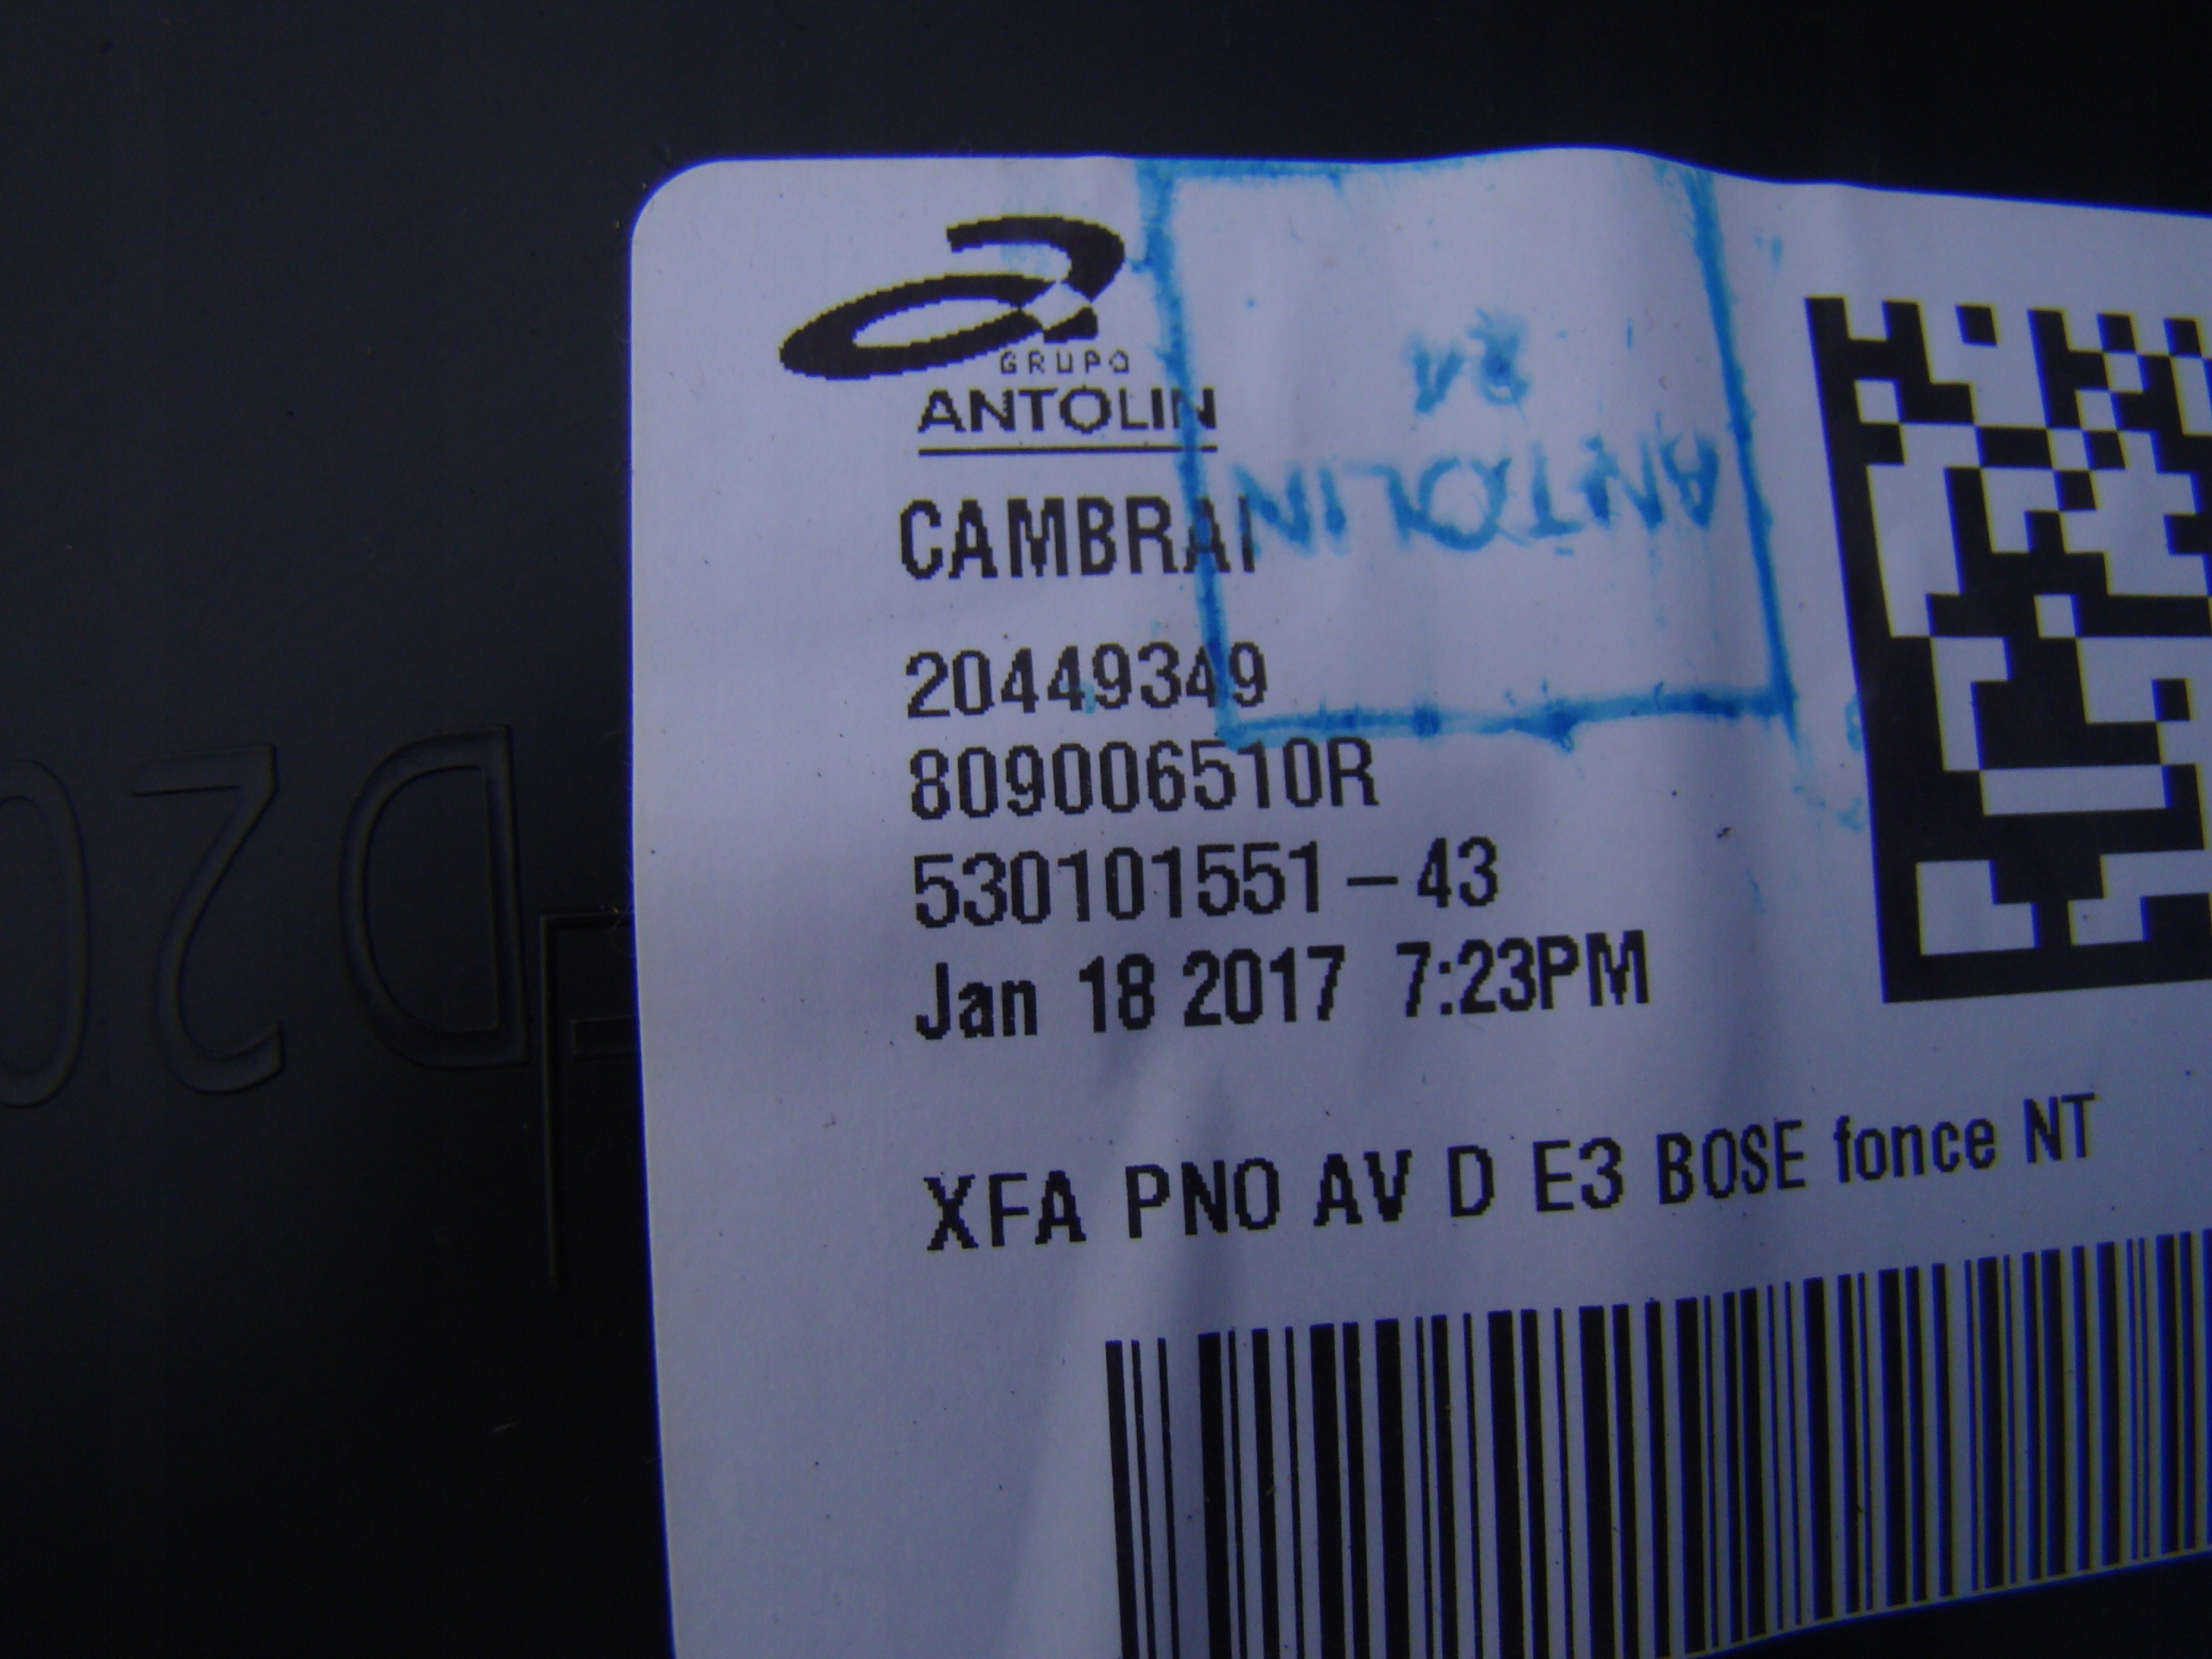 GRUPO
ANTOLIN
ANTOLIN
CAMBRAI
20449349
809006510R
530101551-43
Jan 18 2017 7:23PM
XFA PNO AV D E3 BOSE fonce NT